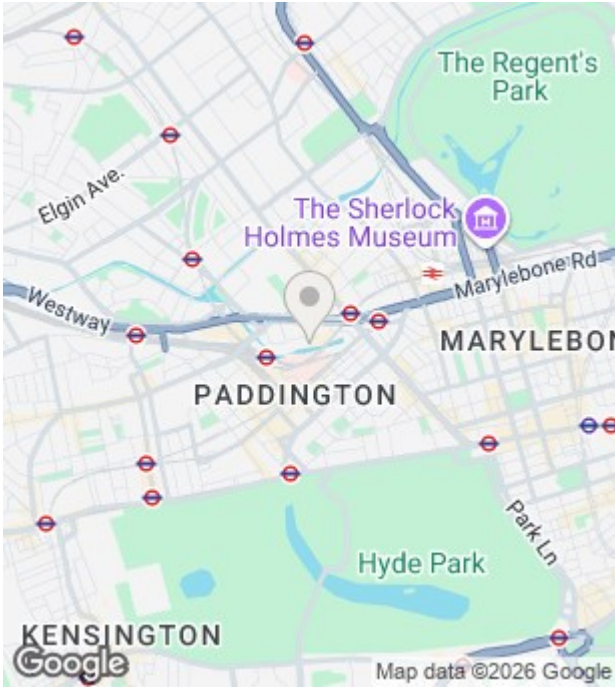 The Regent's
Park
Elgin Ave.
The Sherlock
Holmes Museum
Marylebone Rd
Westway
MARYLEBON
PADDINGTON
Park Ln
Hyde Park
KENSINGTON
Google
Map data ©2026 Google